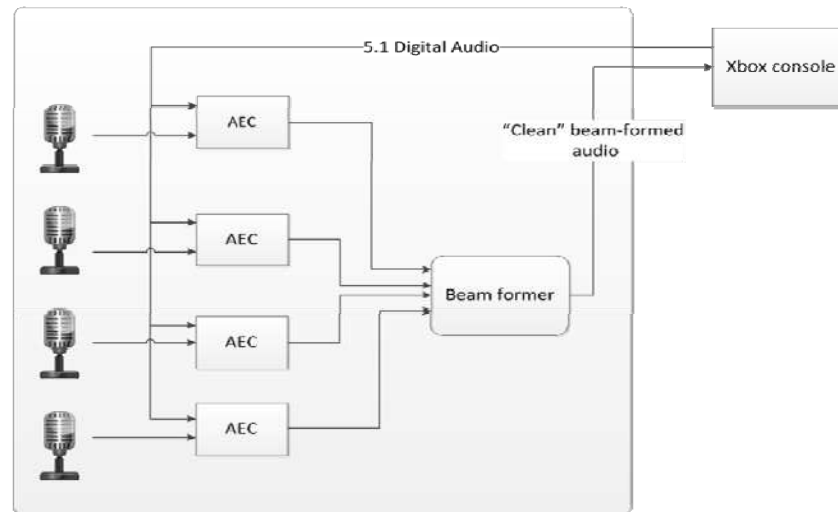 5.1 Digital Audio
Xbox console
AEC
"Clean" beam-formed
audio
AEC
Beam former
AEC
AEC